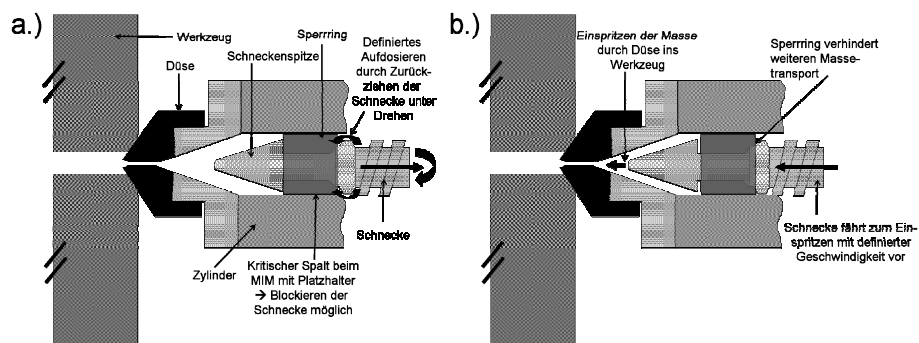 a.)
Werkzeug
Düse
Schneckenspitze
Sperrring
Definiertes
Aufdosieren
durch Zurück-
ziehen der
Schnecke unter
Drehen
Schnecke
Zylinder
Kritischer Spalt beim
MIM mit Platzhalter
→ Blockieren der
Schnecke möglich
b.)
Einspritzen der Masse
durch Düse ins
Werkzeug
Sperrring verhindert
weiteren Masse-
transport
Schnecke fährt zum Ein-
spritzen mit definierter
Geschwindigkeit vor